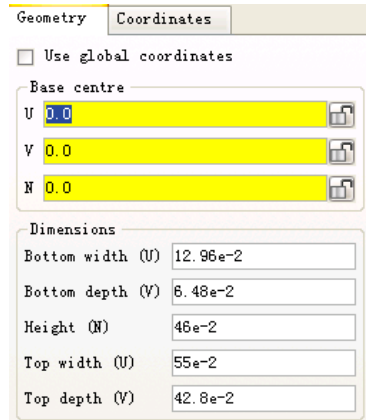 Geometry Coordinates
Use global coordinates
Base centre
U 0.0
V 0.0
N 0.0
Dimensions
Bottom width (U) 12.96e-2
Bottom depth (V) 6.48e-2
Height (N) 46e-2
Top width (U) 55e-2
Top depth (V) 42.8e-2